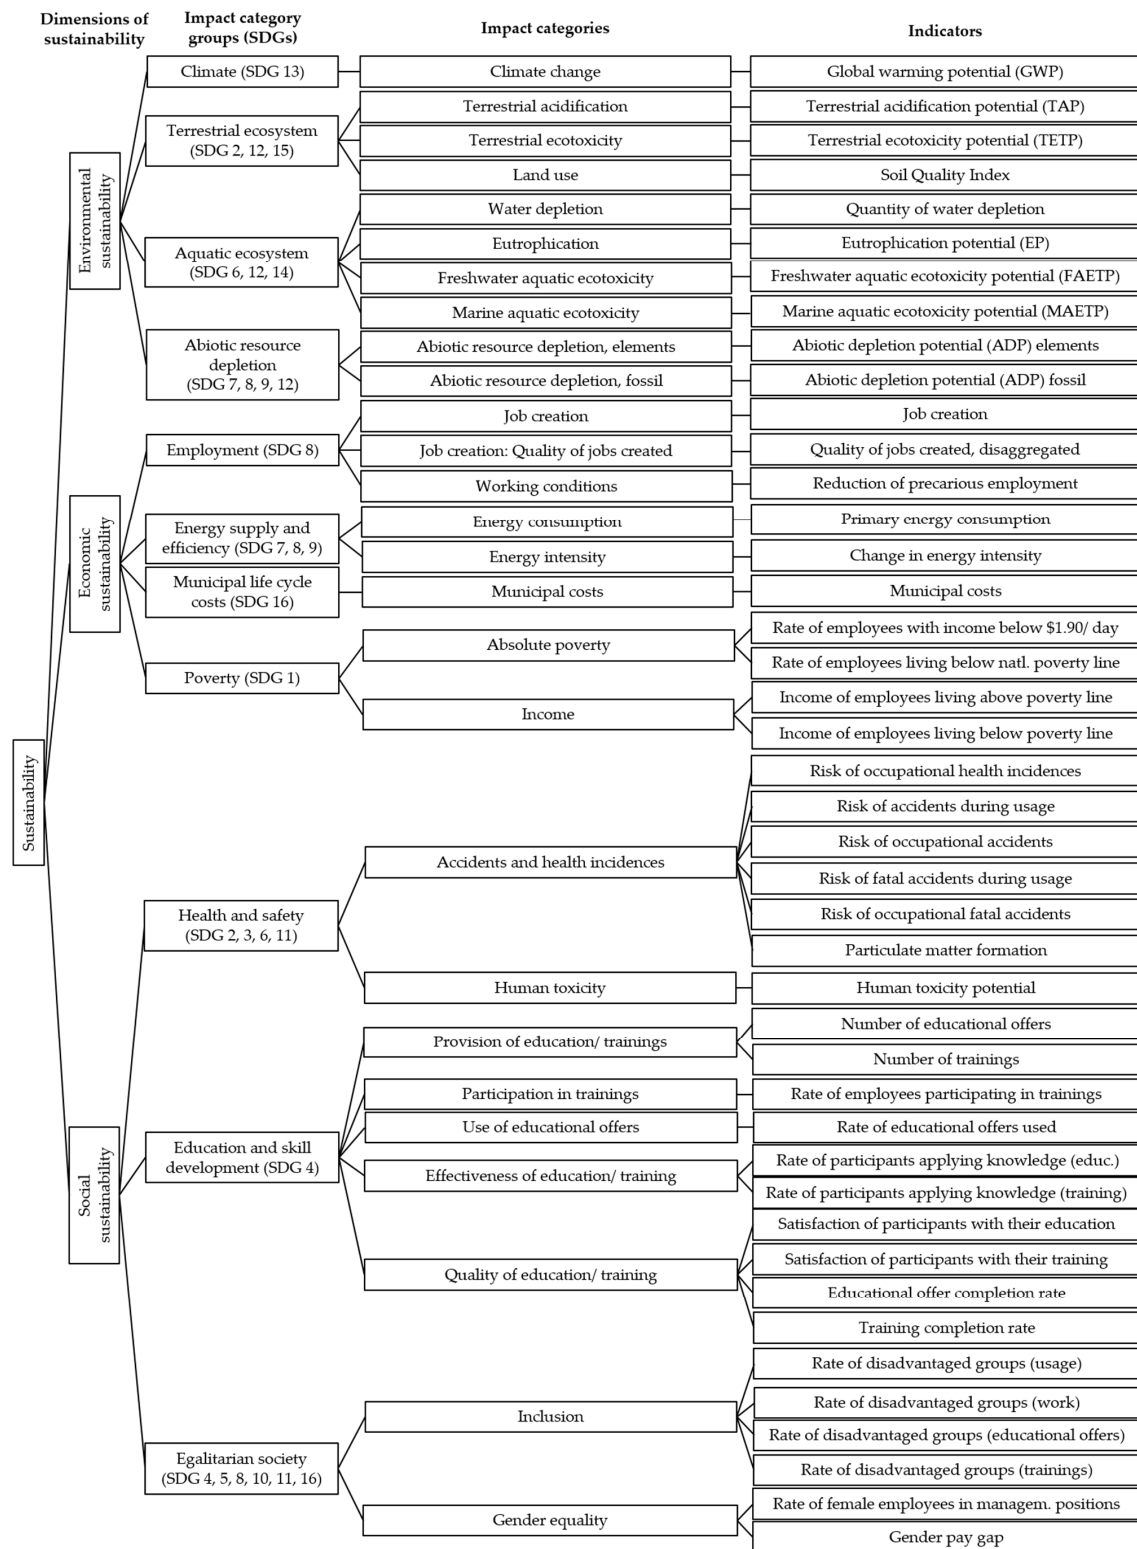 Dimensions of
sustainability
Impact category
groups (SDGs)
Impact categories
Indicators
Sustainability
Environmental
sustainability
Climate (SDG 13)
Climate change
Global warming potential (GWP)
Terrestrial ecosystem
(SDG 2, 12, 15)
Terrestrial acidification
Terrestrial acidification potential (TAP)
Terrestrial ecotoxicity
Terrestrial ecotoxicity potential (TETP)
Land use
Soil Quality Index
Aquatic ecosystem
(SDG 6, 12, 14)
Water depletion
Quantity of water depletion
Eutrophication
Eutrophication potential (EP)
Freshwater aquatic ecotoxicity
Freshwater aquatic ecotoxicity potential (FAETP)
Marine aquatic ecotoxicity
Marine aquatic ecotoxicity potential (MAETP)
Abiotic resource
depletion
(SDG 7, 8, 9, 12)
Abiotic resource depletion, elements
Abiotic depletion potential (ADP) elements
Abiotic resource depletion, fossil
Abiotic depletion potential (ADP) fossil
Economic
sustainability
Employment (SDG 8)
Job creation
Job creation
Job creation: Quality of jobs created
Quality of jobs created, disaggregated
Working conditions
Reduction of precarious employment
Energy supply and
efficiency (SDG 7, 8, 9)
Energy consumption
Primary energy consumption
Energy intensity
Change in energy intensity
Municipal life cycle
costs (SDG 16)
Municipal costs
Municipal costs
Poverty (SDG 1)
Absolute poverty
Rate of employees with income below $1.90/ day
Rate of employees living below natl. poverty line
Income
Income of employees living above poverty line
Income of employees living below poverty line
Social
sustainability
Health and safety
(SDG 2, 3, 6, 11)
Accidents and health incidences
Risk of occupational health incidences
Risk of accidents during usage
Risk of occupational accidents
Risk of fatal accidents during usage
Risk of occupational fatal accidents
Particulate matter formation
Human toxicity
Human toxicity potential
Education and skill
development (SDG 4)
Provision of education/ trainings
Number of educational offers
Number of trainings
Participation in trainings
Rate of employees participating in trainings
Use of educational offers
Rate of educational offers used
Effectiveness of education/ training
Rate of participants applying knowledge (educ.)
Rate of participants applying knowledge (training)
Quality of education/ training
Satisfaction of participants with their education
Satisfaction of participants with their training
Educational offer completion rate
Training completion rate
Egalitarian society
(SDG 4, 5, 8, 10, 11, 16)
Inclusion
Rate of disadvantaged groups (usage)
Rate of disadvantaged groups (work)
Rate of disadvantaged groups (educational offers)
Rate of disadvantaged groups (trainings)
Gender equality
Rate of female employees in managem. positions
Gender pay gap